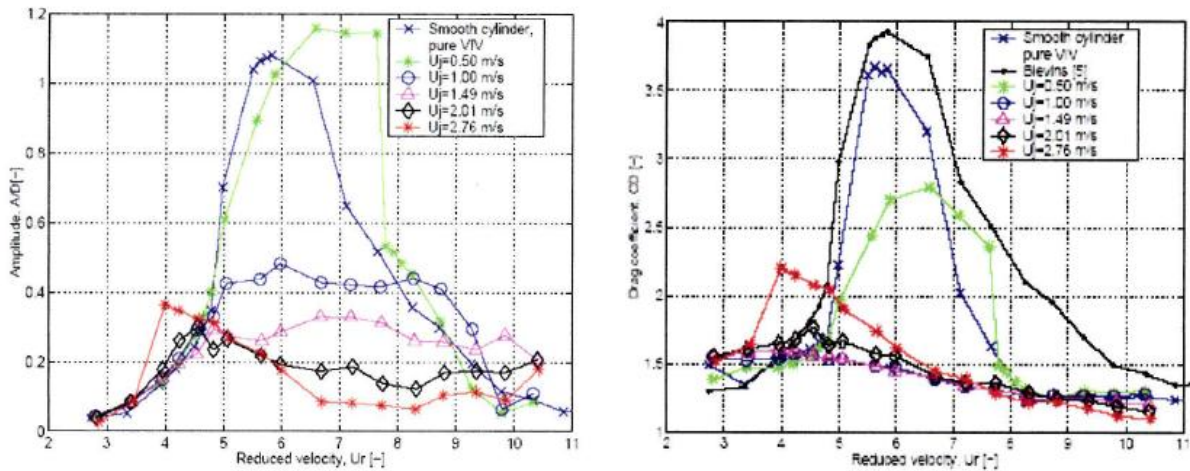 1.2
1
0.8
0.6
0.4
0.2
0
Amplitude, A/D[-]
2 3 4 5 6 7 8 9 10 11
Reduced velocity, Ur [-]
Smooth cylinder,
pure VIV
Uj=0.50 m/s
Uj=1.00 m/s
Uj=1.49 m/s
Uj=2.01 m/s
Uj=2.76 m/s
4
3.5
3
2.5
2
1.5
1
Drag coefficient, CD [-]
2 3 4 5 6 7 8 9 10 11
Reduced velocity, Ur [-]
Smooth cylinder
pure VIV
Blevins [5]
Uj=0.50 m/s
Uj=1.00 m/s
Uj=1.49 m/s
Uj=2.01 m/s
Uj=2.76 m/s